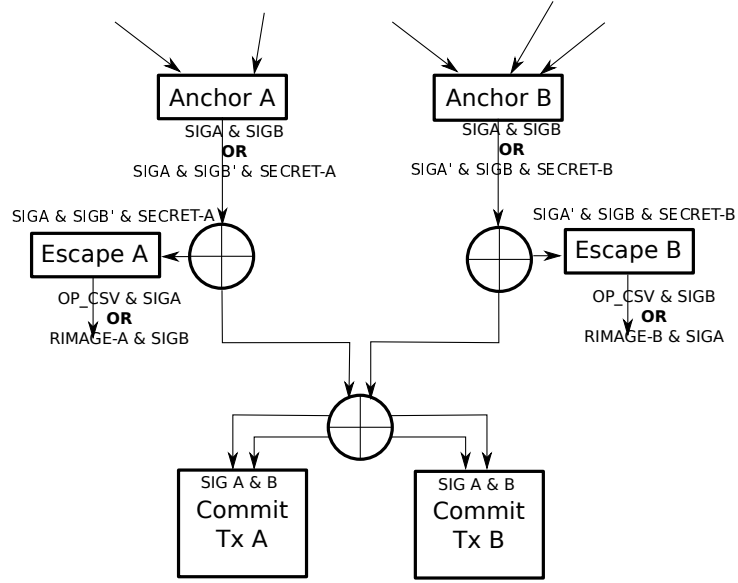 Anchor A
Anchor B
SIGA & SIGB
OR
SIGA & SIGB' & SECRET-A
SIGA & SIGB
OR
SIGA' & SIGB & SECRET-B
SIGA & SIGB' & SECRET-A
SIGA' & SIGB & SECRET-B
Escape A
Escape B
OP_CSV & SIGA
OR
RIMAGE-A & SIGB
OP_CSV & SIGB
OR
RIMAGE-B & SIGA
SIG A & B
Commit
Tx A
SIG A & B
Commit
Tx B